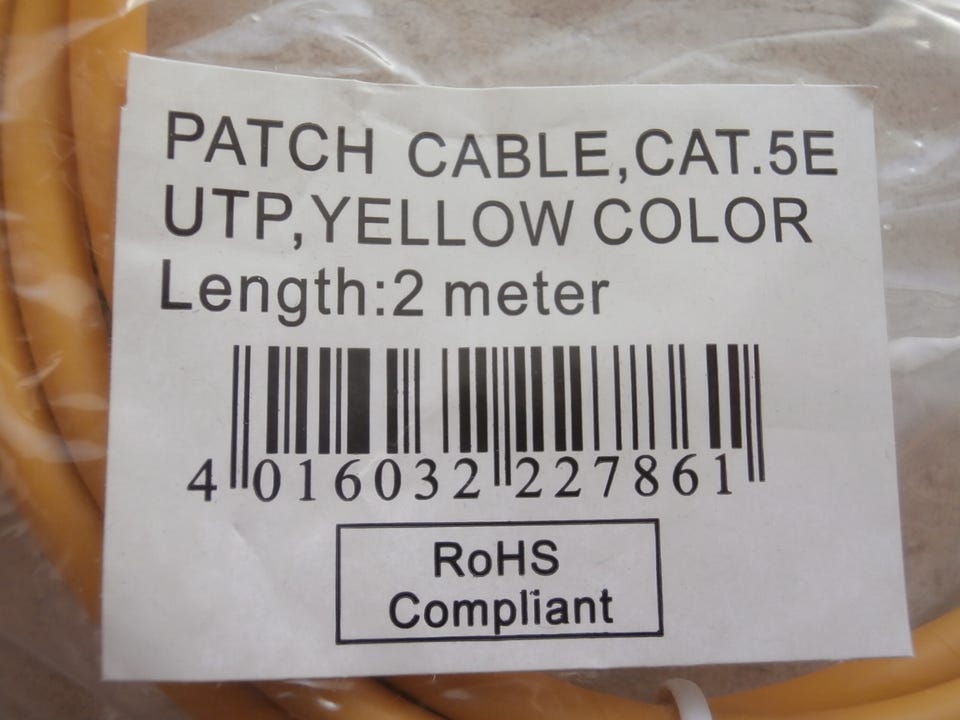 PATCH CABLE,CAT.5E
UTP,YELLOW COLOR
Length:2 meter
4 016032 227861
RoHS
Compliant